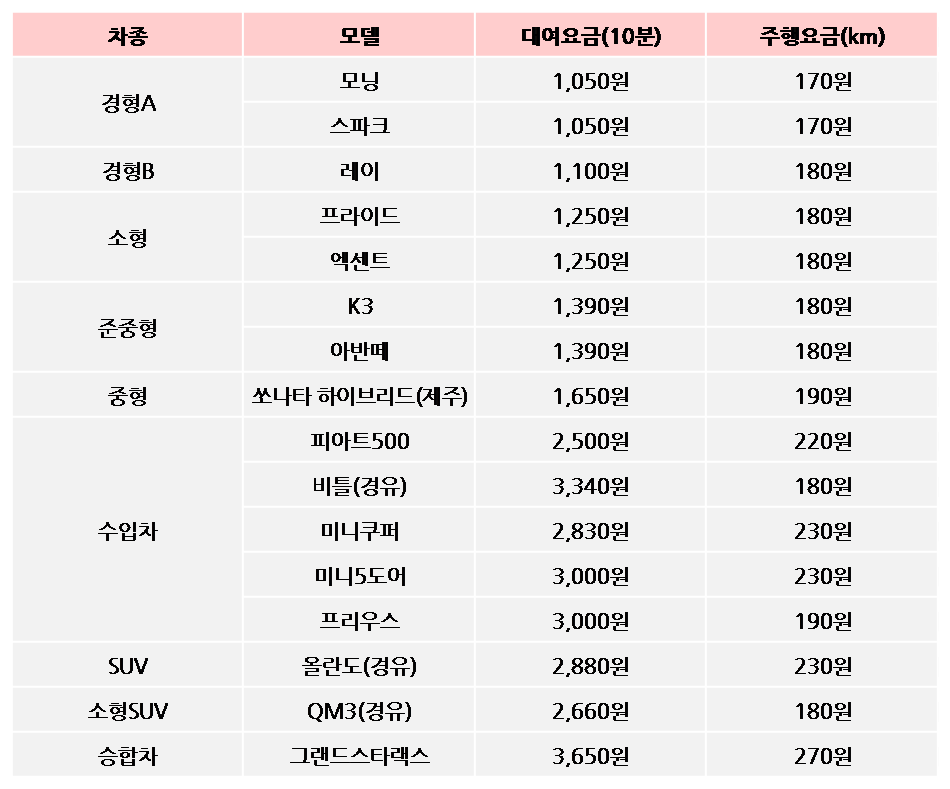 차종 모델 대여요금(10분) 주행요금(km)
경형A 모닝 1,050원 170원
스파크 1,050원 170원
경형B 레이 1,100원 180원
소형 프라이드 1,250원 180원
엑센트 1,250원 180원
준중형 K3 1,390원 180원
아반떼 1,390원 180원
중형 쏘나타 하이브리드(제주) 1,650원 190원
수입차 피아트500 2,500원 220원
비틀(경유) 3,340원 180원
미니쿠퍼 2,830원 230원
미니5도어 3,000원 230원
프리우스 3,000원 190원
SUV 올란도(경유) 2,880원 230원
소형SUV QM3(경유) 2,660원 180원
승합차 그랜드스타랙스 3,650원 270원